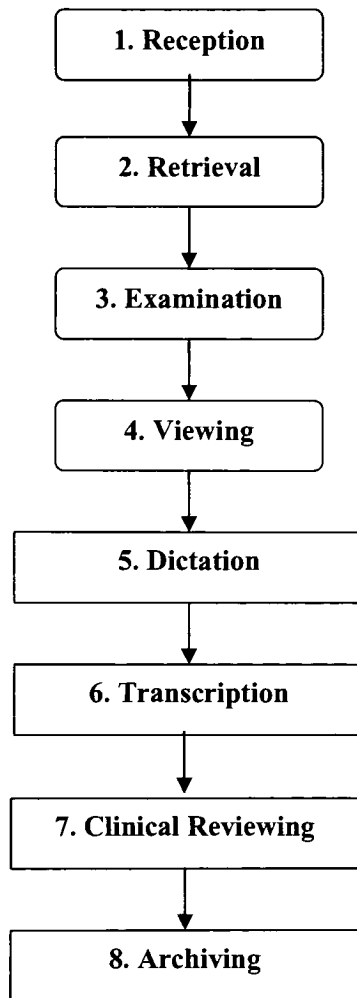 1. Reception
2. Retrieval
3. Examination
4. Viewing
5. Dictation
6. Transcription
7. Clinical Reviewing
8. Archiving